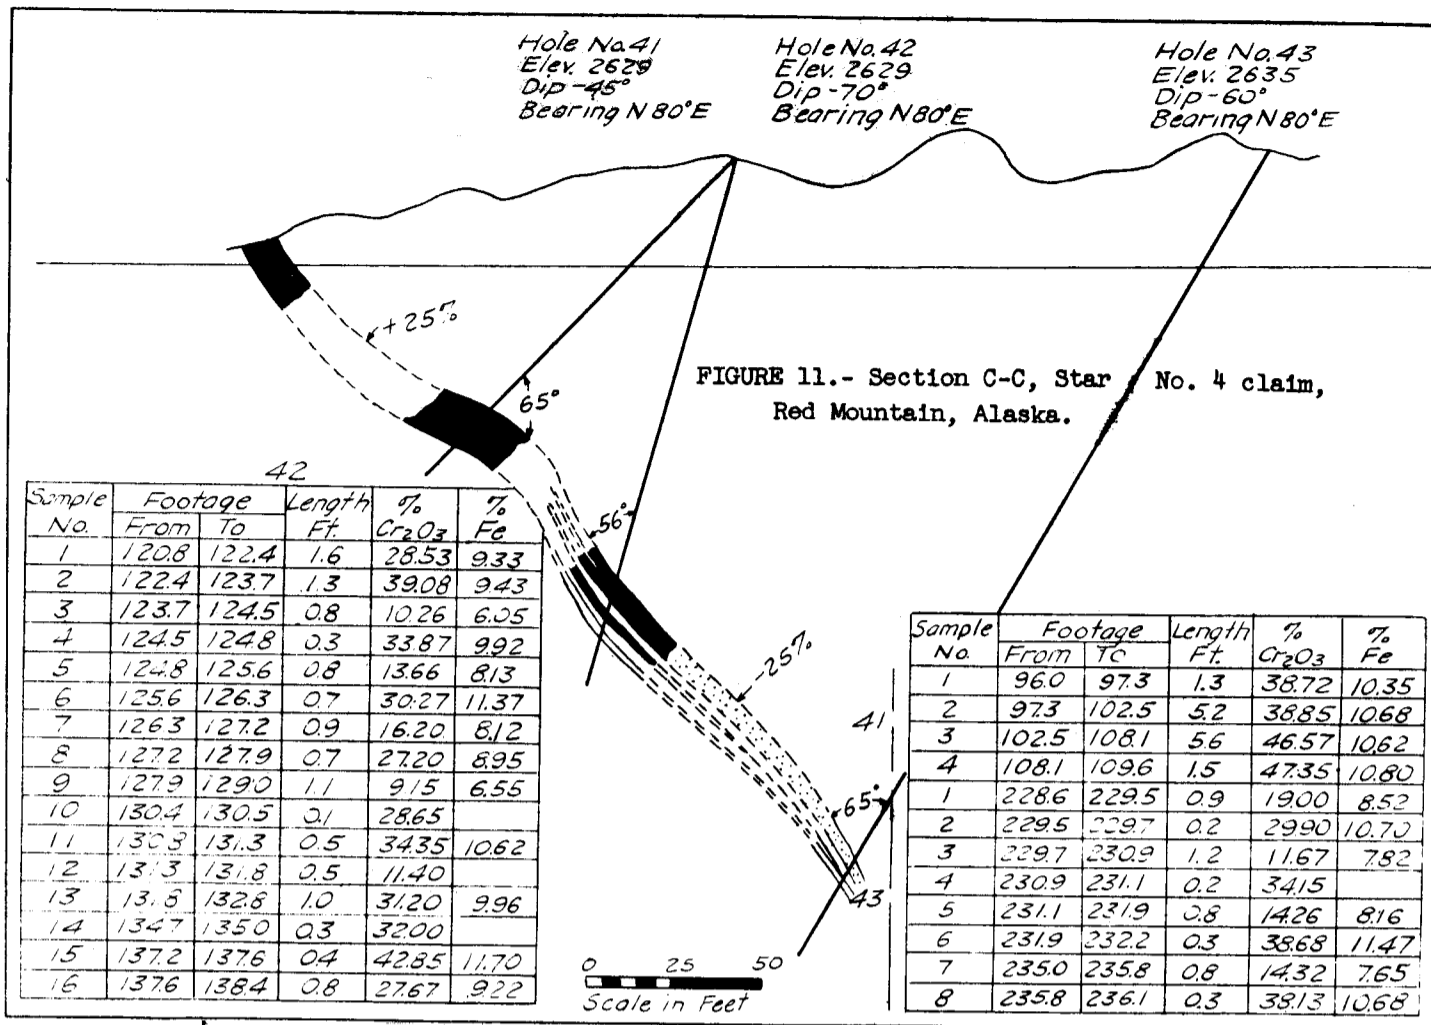 Hole No. 41
Elev. 2629
Dip -45°
Bearing N 80° E
Hole No. 42
Elev. 2629
Dip -70°
Bearing N 80° E
Hole No. 43
Elev. 2635
Dip - 60°
Bearing N 80° E
+25%
65°
FIGURE 11.- Section C-C, Star No. 4 claim,
Red Mountain, Alaska.
56°
-25%
65°
43
42
Sample No. Footage From To Length Ft. % Cr2O3 % Fe
1 120.8 122.4 1.6 28.53 9.33
2 122.4 123.7 1.3 39.08 9.43
3 123.7 124.5 0.8 10.26 6.05
4 124.5 124.8 0.3 33.87 9.92
5 124.8 125.6 0.8 13.66 8.13
6 125.6 126.3 0.7 30.27 11.37
7 126.3 127.2 0.9 16.20 8.12
8 127.2 127.9 0.7 27.20 8.95
9 127.9 129.0 1.1 9.15 6.55
10 130.4 130.5 0.1 28.65
11 131.3 0.5 34.35 10.62
12 131.3 131.8 0.5 11.40
13 131.8 132.8 1.0 31.20 9.96
14 134.7 135.0 0.3 32.00
15 137.2 137.6 0.4 42.85 11.70
16 137.6 138.4 0.8 27.67 9.22
41
Sample No. Footage From To Length Ft. % Cr2O3 % Fe
1 96.0 97.3 1.3 38.72 10.35
2 97.3 102.5 5.2 38.85 10.68
3 102.5 108.1 5.6 46.57 10.62
4 108.1 109.6 1.5 47.35 10.80
1 228.6 229.5 0.9 19.00 8.52
2 229.5 229.7 0.2 29.90 10.70
3 229.7 230.9 1.2 11.67 7.82
4 230.9 231.1 0.2 34.15
5 231.1 231.9 0.8 14.26 8.16
6 231.9 232.2 0.3 38.68 11.47
7 235.0 235.8 0.8 14.32 7.65
8 235.8 236.1 0.3 38.13 10.68
0 25 50
Scale in Feet